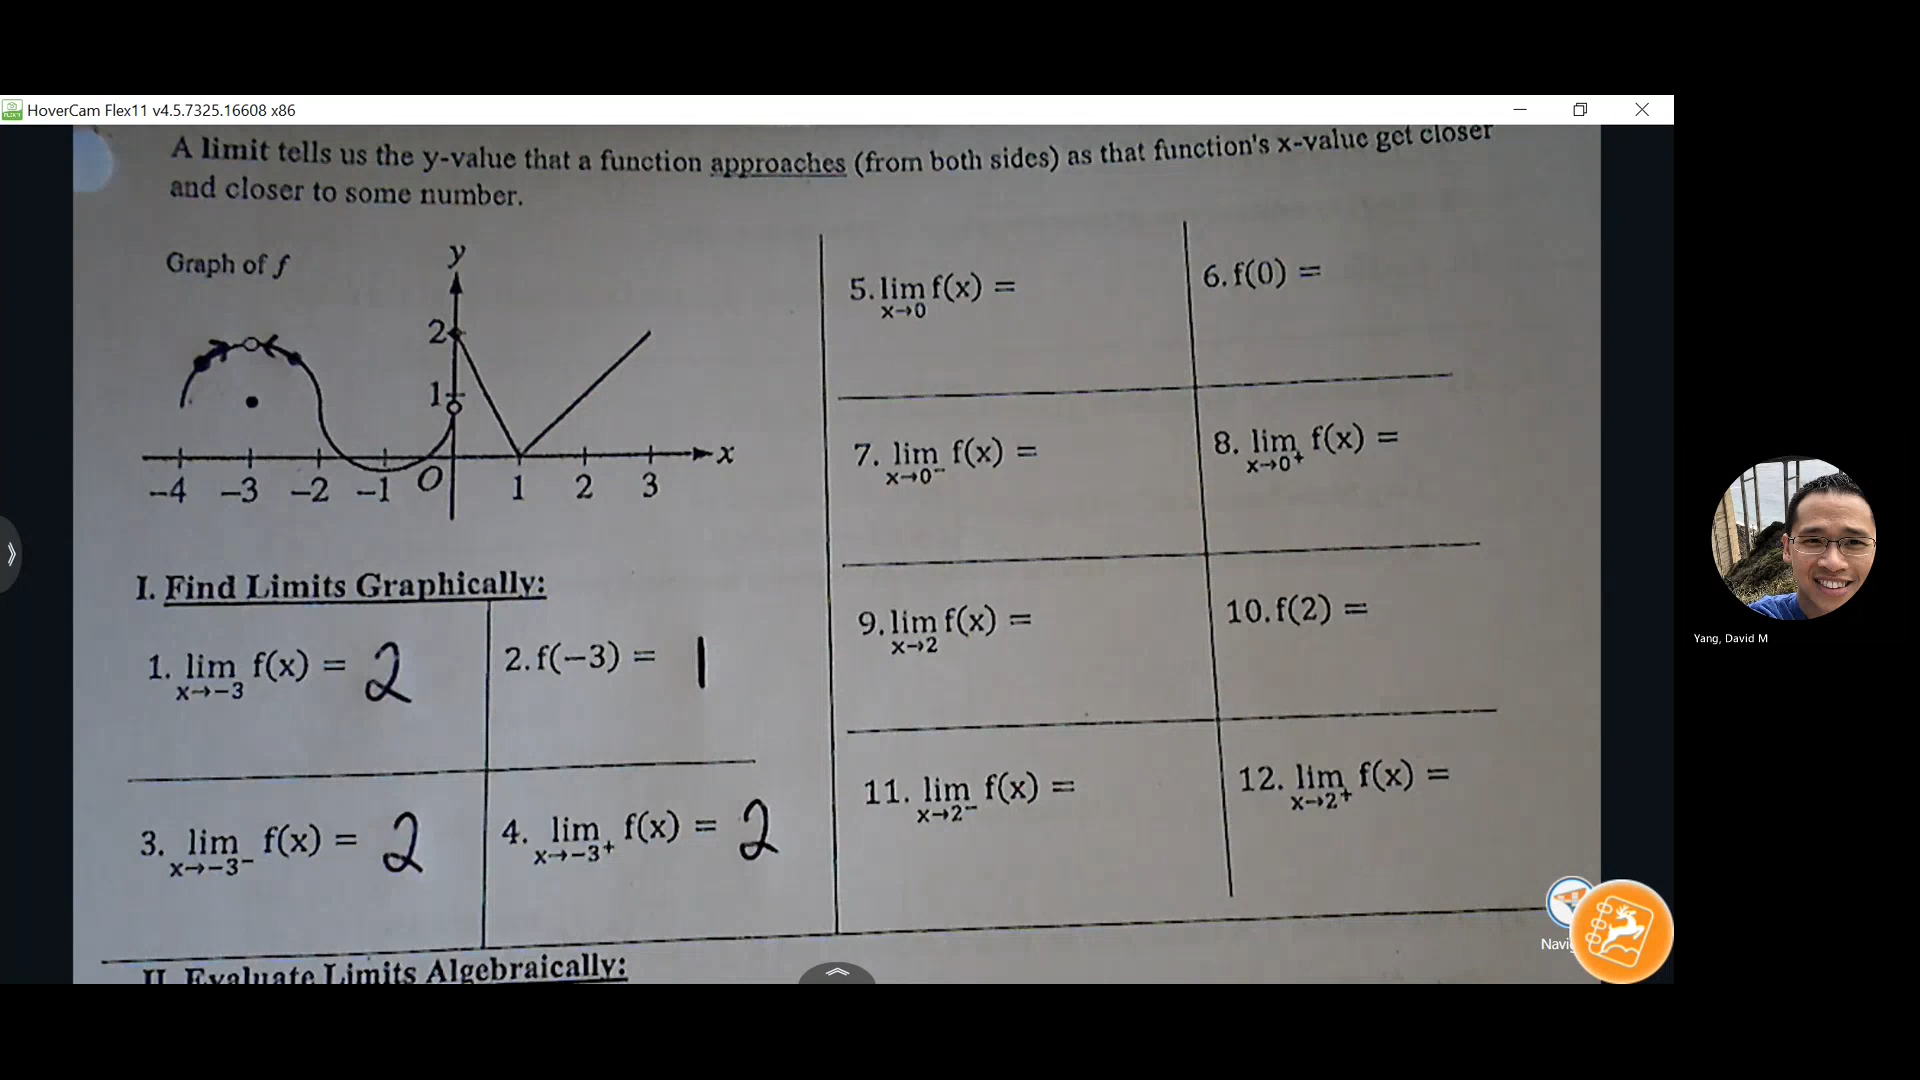 HoverCam Flex11 v4.5.7325.16608 x86
A limit tells us the y-value that a function approaches (from both sides) as that function's x-value get closer
and closer to some number.
Graph of f
y
2
1
x
-4 -3 -2 -1 O 1 2 3
I. Find Limits Graphically:
1. lim f(x) = 2
x→-3
2. f(-3) = 1
3. lim f(x) = 2
x→-3⁻
4. lim f(x) = 2
x→-3⁺
5. lim f(x) =
x→0
6. f(0) =
7. lim f(x) =
x→0⁻
8. lim f(x) =
x→0⁺
9. lim f(x) =
x→2
10. f(2) =
11. lim f(x) =
x→2⁻
12. lim f(x) =
x→2⁺
II. Evaluate Limits Algebraically:
Yang, David M